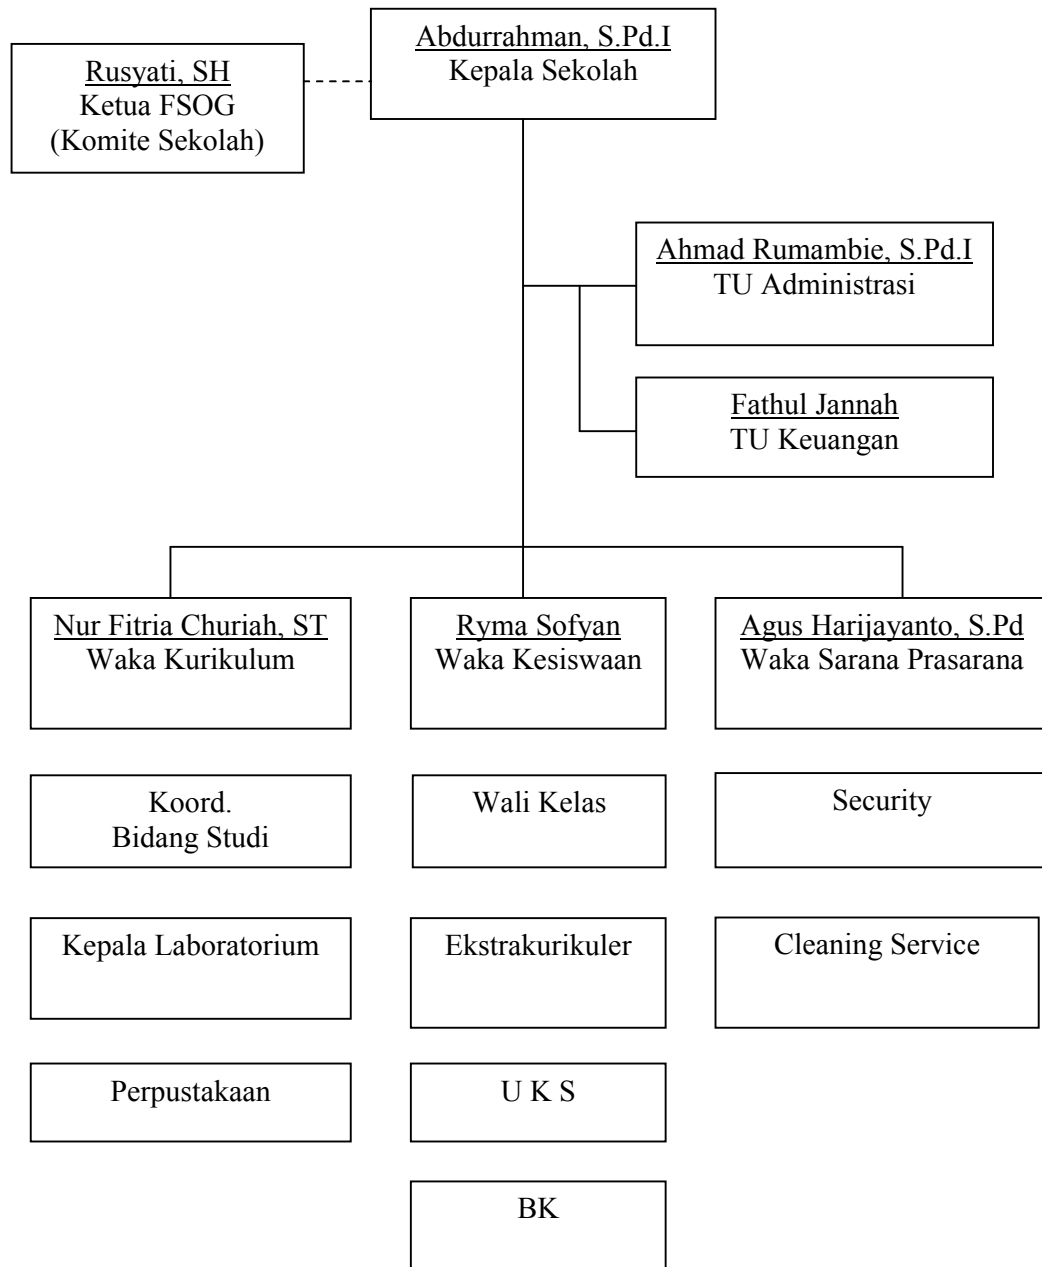 Abdurrahman, S.Pd.I
Kepala Sekolah
Rusyati, SH
Ketua FSOG
(Komite Sekolah)
Ahmad Rumambie, S.Pd.I
TU Administrasi
Fathul Jannah
TU Keuangan
Nur Fitria Churiah, ST
Waka Kurikulum
Ryma Sofyan
Waka Kesiswaan
Agus Harijayanto, S.Pd
Waka Sarana Prasarana
Koord.
Bidang Studi
Wali Kelas
Security
Kepala Laboratorium
Ekstrakurikuler
Cleaning Service
Perpustakaan
U K S
BK